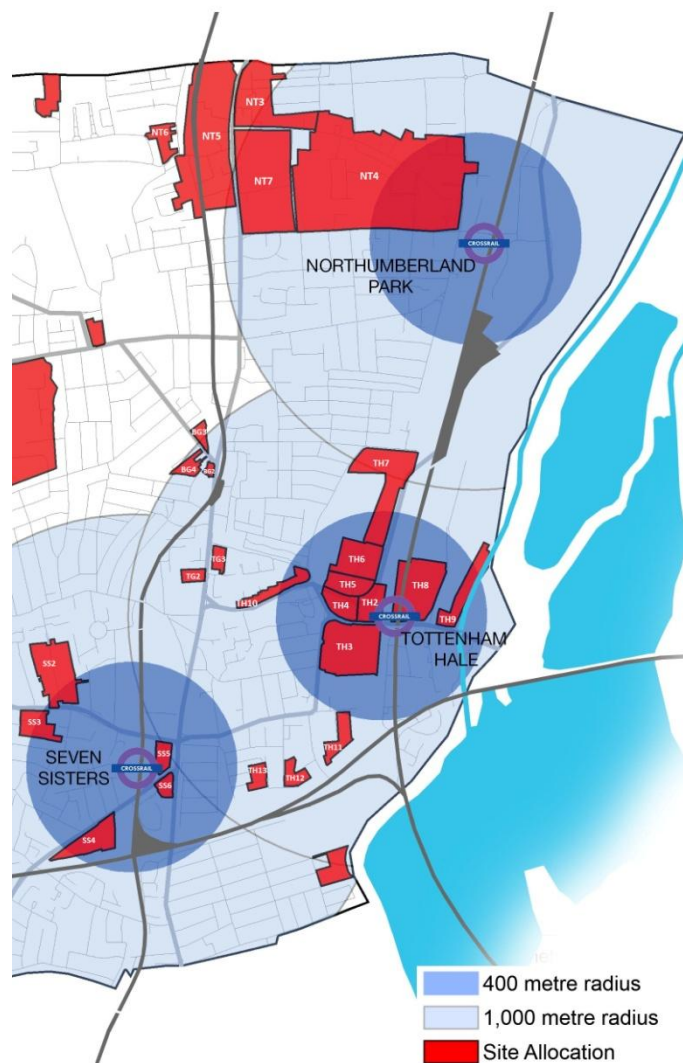 NT3
NT5
NT6
NT4
NT7
CROSSRAIL
NORTHUMBERLAND
PARK
BG3
BG4
TH7
TG3
TG2
TH6
TH5
TH8
TH10
TH4
TH2
TH9
CROSSRAIL
TOTTENHAM
HALE
TH3
SS2
SS3
SS5
SEVEN
SISTERS
CROSSRAIL
SS6
TH11
TH13
TH12
SS4
400 metre radius
1,000 metre radius
Site Allocation